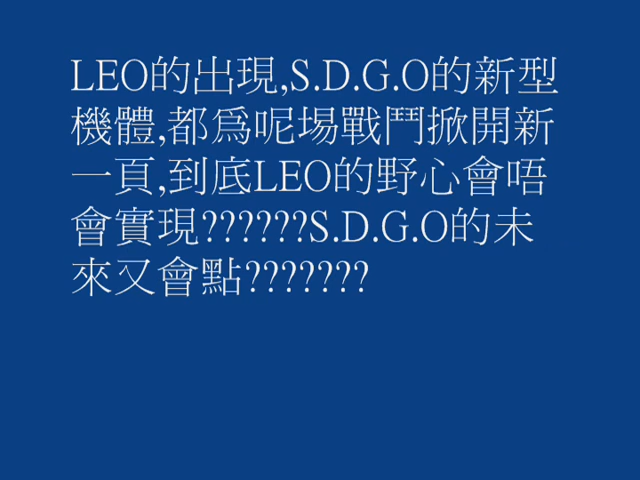 LEO的出現,S.D.G.O的新型
機體,都為呢場戰鬥掀開新
一頁,到底LEO的野心會唔
會實現??????S.D.G.O的未
來又會點???????